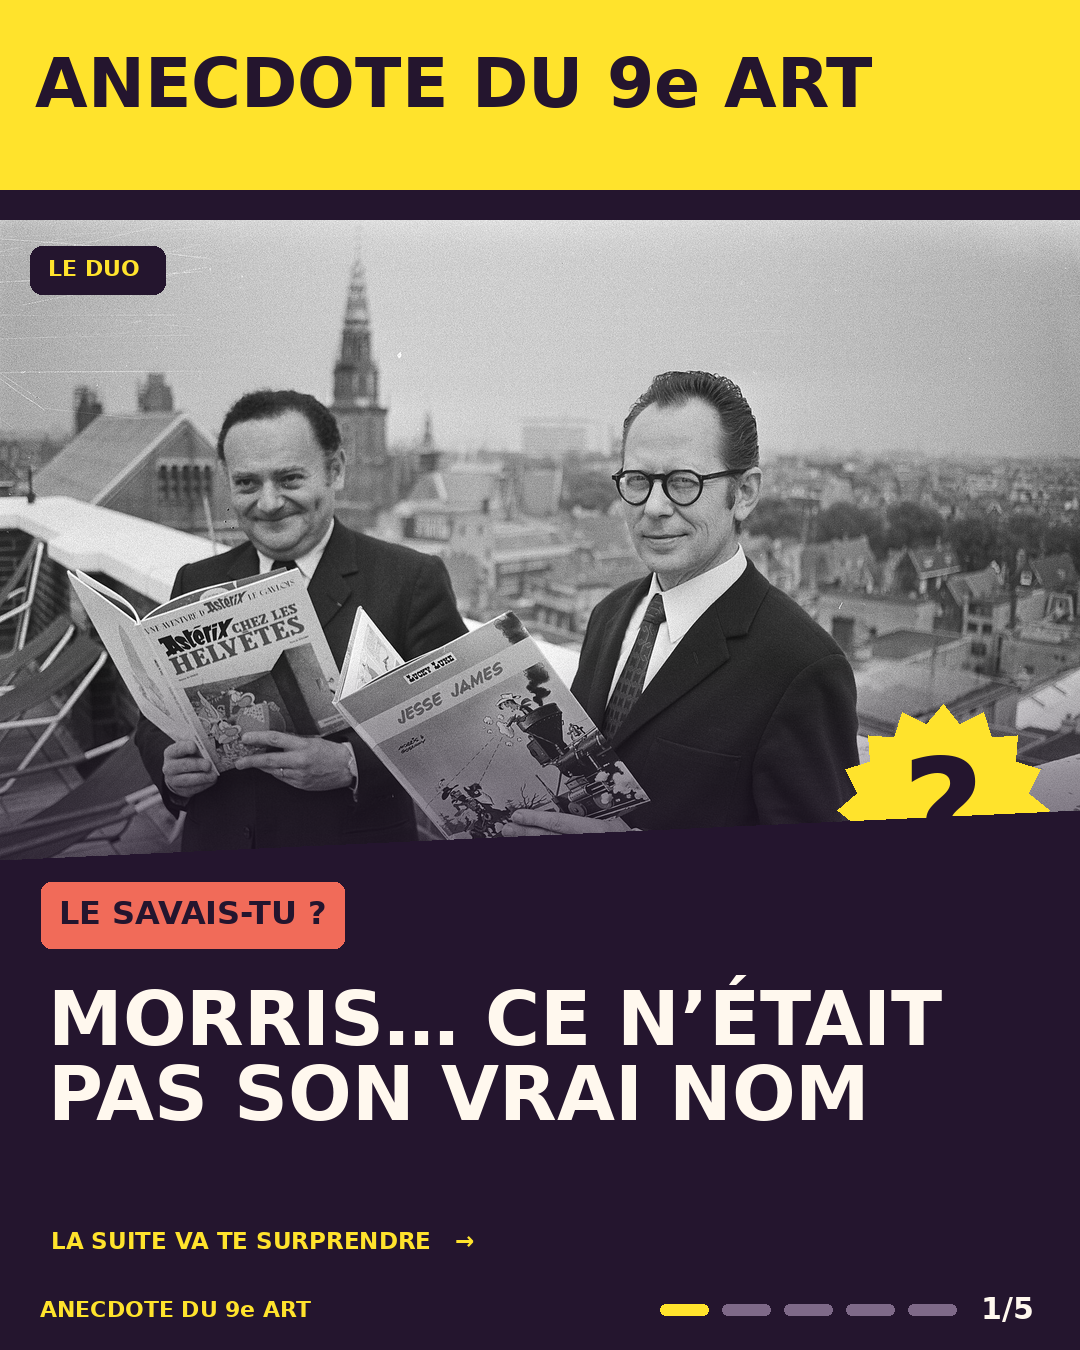 ANECDOTE DU 9e ART
LE DUO
UNE AVENTURE D'Astérix LE GAULOIS
Astérix CHEZ LES
HELVÈTES
LUCKY LUKE
JESSE JAMES
MORRIS &
GOSCINNY
?
LE SAVAIS-TU ?
MORRIS... CE N’ÉTAIT
PAS SON VRAI NOM
LA SUITE VA TE SURPRENDRE →
ANECDOTE DU 9e ART
1/5